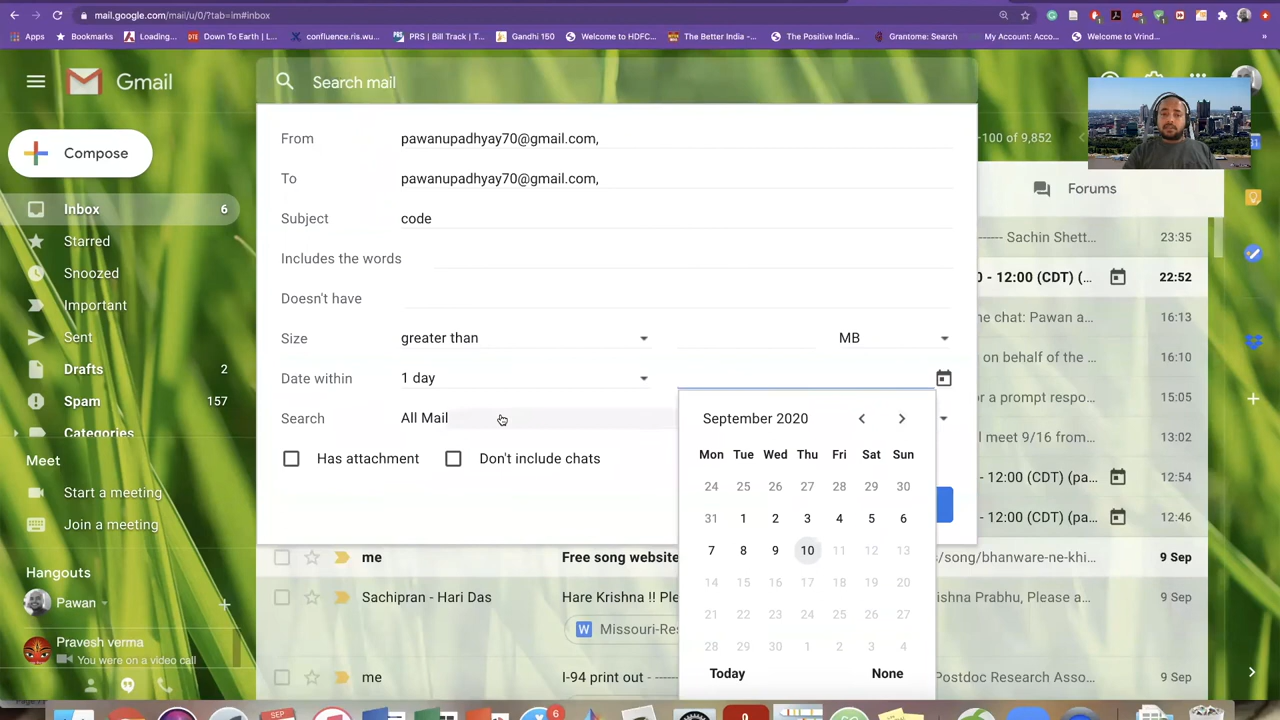 mail.google.com/mail/u/0/?tab=im#inbox
Apps
Bookmarks
Loading...
Down To Earth | L...
confluence.ris.wu...
PRS | Bill Track | T...
Gandhi 150
Welcome to HDFC...
The Better India -...
The Positive India...
Grantome: Search
My Account: Acco...
Welcome to Vrind...
Gmail
Search mail
-100 of 9,852
Compose
From
pawanupadhyay70@gmail.com,
To
pawanupadhyay70@gmail.com,
Subject
code
Includes the words
Doesn't have
Size
greater than
MB
Date within
1 day
Search
All Mail
Has attachment
Don't include chats
September 2020
Mon Tue Wed Thu Fri Sat Sun
24 25 26 27 28 29 30
31 1 2 3 4 5 6
7 8 9 10 11 12 13
14 15 16 17 18 19 20
21 22 23 24 25 26 27
28 29 30 1 2 3 4
Today None
Inbox 6
Starred
Snoozed
Important
Sent
Drafts 2
Spam 157
Categories
Meet
Start a meeting
Join a meeting
Hangouts
Pawan
Pravesh verma
You were on a video call
Forums
------- Sachin Shett... 23:35
0 - 12:00 (CDT) (... 22:52
ne chat: Pawan a... 16:13
on behalf of the ... 16:10
or a prompt respo... 15:05
l meet 9/16 from... 13:02
- 12:00 (CDT) (pa... 12:54
- 12:00 (CDT) (pa... 12:46
me Free song website s/song/bhanware-ne-khi... 9 Sep
Sachipran - Hari Das Hare Krishna !! Ple ishna Prabhu, Please a... 9 Sep
Missouri-Res
me I-94 print out - ------ Postdoc Research Asso... 9 Sep
6
SEP